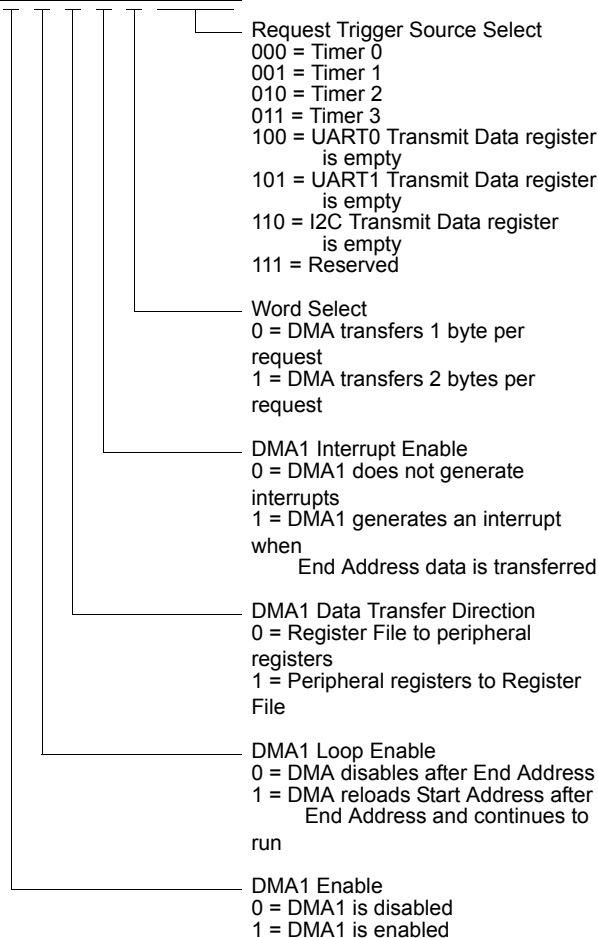 Request Trigger Source Select
000 = Timer 0
001 = Timer 1
010 = Timer 2
011 = Timer 3
100 = UART0 Transmit Data register
is empty
101 = UART1 Transmit Data register
is empty
110 = I2C Transmit Data register
is empty
111 = Reserved
Word Select
0 = DMA transfers 1 byte per
request
1 = DMA transfers 2 bytes per
request
DMA1 Interrupt Enable
0 = DMA1 does not generate
interrupts
1 = DMA1 generates an interrupt
when
End Address data is transferred
DMA1 Data Transfer Direction
0 = Register File to peripheral
registers
1 = Peripheral registers to Register
File
DMA1 Loop Enable
0 = DMA disables after End Address
1 = DMA reloads Start Address after
End Address and continues to
run
DMA1 Enable
0 = DMA1 is disabled
1 = DMA1 is enabled